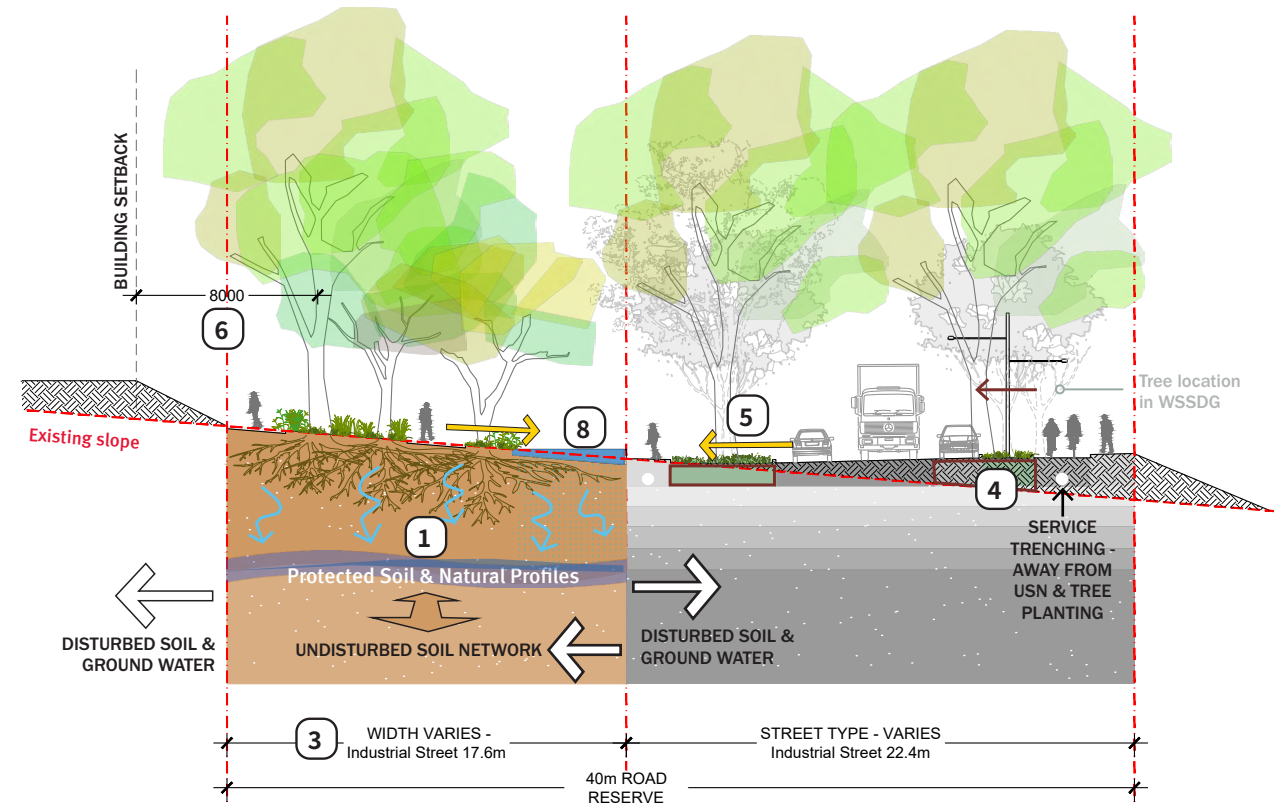 BUILDING SETBACK
8000
6
Existing slope
8
5
Tree location
in WSSDG
4
1
SERVICE
TRENCHING -
AWAY FROM
USN & TREE
PLANTING
Protected Soil & Natural Profiles
DISTURBED SOIL &
GROUND WATER
UNDISTURBED SOIL NETWORK
DISTURBED SOIL &
GROUND WATER
3
WIDTH VARIES -
Industrial Street 17.6m
STREET TYPE - VARIES
Industrial Street 22.4m
40m ROAD
RESERVE